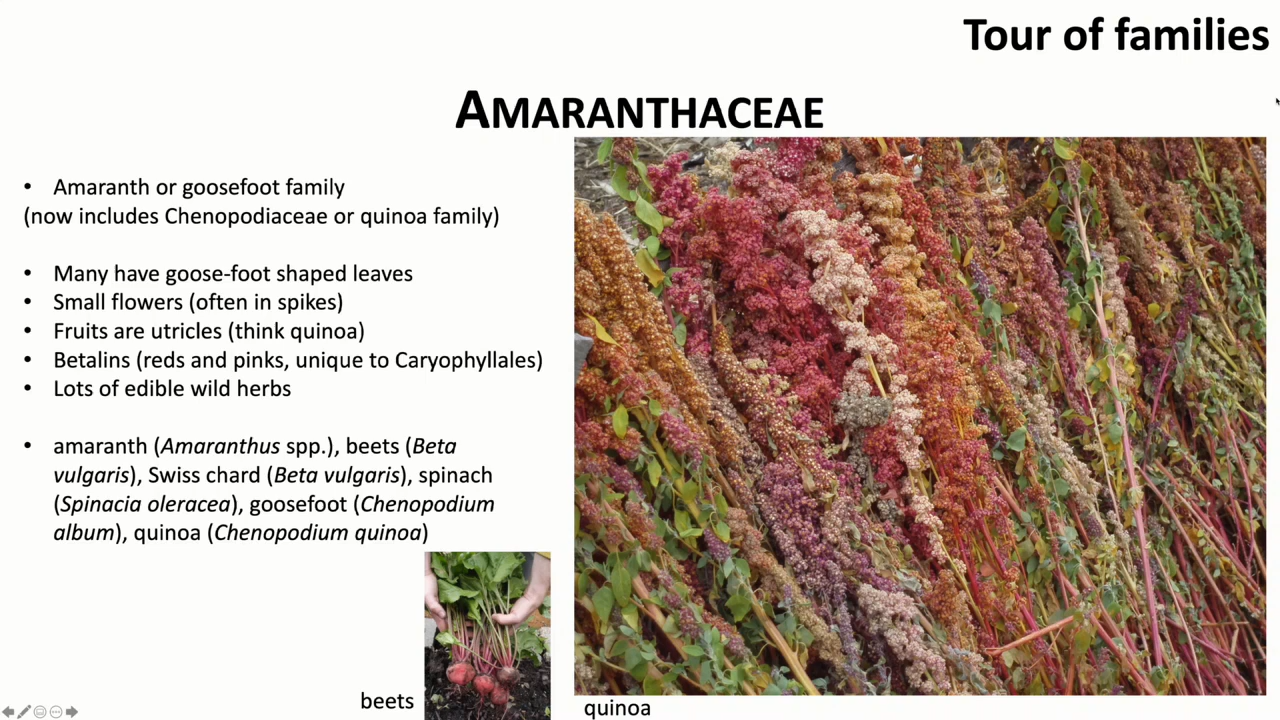 Tour of families
AMARANTHACEAE
• Amaranth or goosefoot family
(now includes Chenopodiaceae or quinoa family)
• Many have goose-foot shaped leaves
• Small flowers (often in spikes)
• Fruits are utricles (think quinoa)
• Betalins (reds and pinks, unique to Caryophyllales)
• Lots of edible wild herbs
• amaranth (Amaranthus spp.), beets (Beta
vulgaris), Swiss chard (Beta vulgaris), spinach
(Spinacia oleracea), goosefoot (Chenopodium
album), quinoa (Chenopodium quinoa)
beets
quinoa